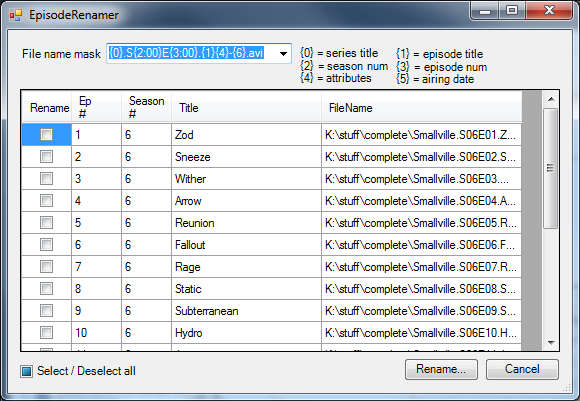 EpisodeRenamer
File name mask
{0}.S{2:00}E{3:00}.{1}{4}-{6}.avi
{0} = series title {1} = episode title
{2} = season num {3} = episode num
{4} = attributes {5} = airing date
Rename Ep # Season # Title FileName
1 6 Zod K:\stuff\complete\Smallville.S06E01.Z...
2 6 Sneeze K:\stuff\complete\Smallville.S06E02.S...
3 6 Wither K:\stuff\complete\Smallville.S06E03....
4 6 Arrow K:\stuff\complete\Smallville.S06E04.A...
5 6 Reunion K:\stuff\complete\Smallville.S06E05.R...
6 6 Fallout K:\stuff\complete\Smallville.S06E06.F...
7 6 Rage K:\stuff\complete\Smallville.S06E07.R...
8 6 Static K:\stuff\complete\Smallville.S06E08.S...
9 6 Subterranean K:\stuff\complete\Smallville.S06E09.S...
10 6 Hydro K:\stuff\complete\Smallville.S06E10.H...
Select / Deselect all
Rename... Cancel